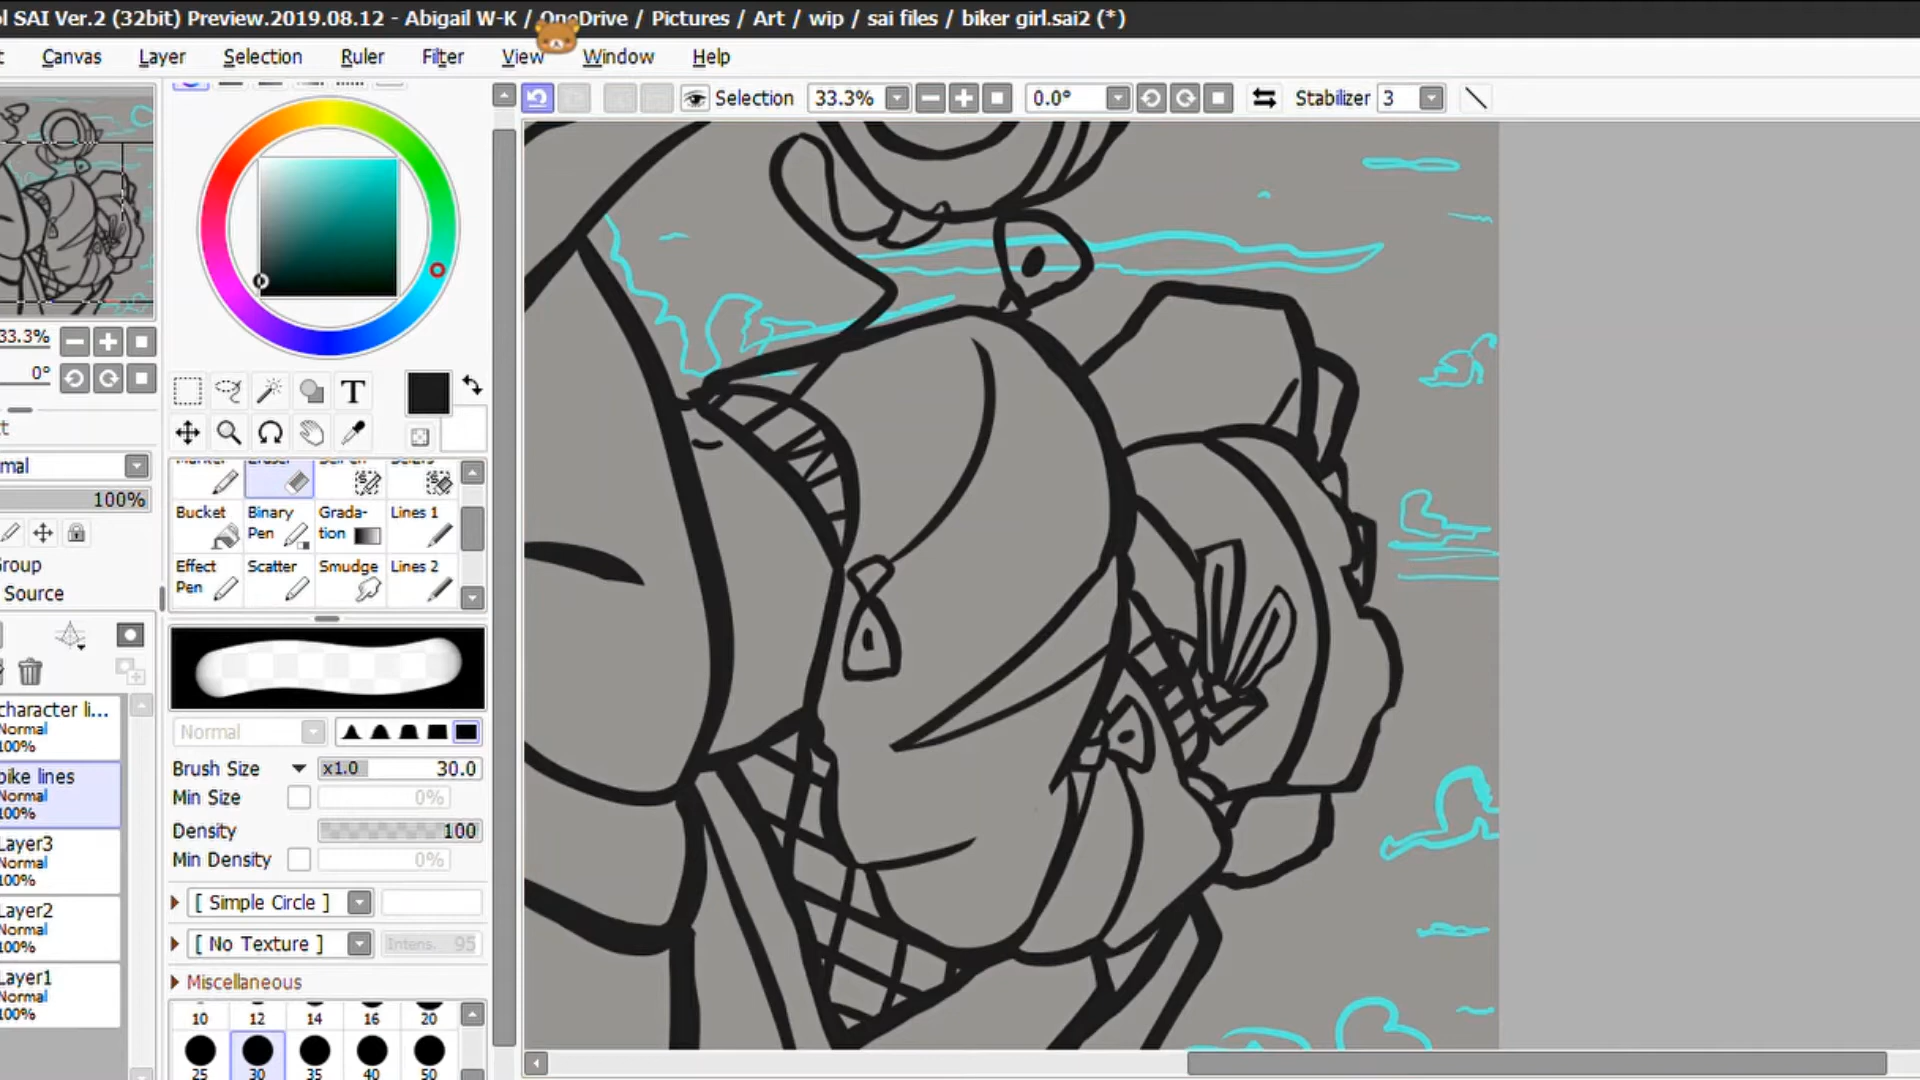 ol SAI Ver.2 (32bit) Preview.2019.08.12 - Abigail W-K / OneDrive / Pictures / Art / wip / sai files / biker girl.sai2 (*)
Canvas Layer Selection Ruler Filter View Window Help
Selection 33.3% 0.0° Stabilizer 3
33.3%
0°
T
mal
100%
Group
Source
Bucket Binary Pen Grada-tion Lines 1
Effect Pen Scatter Smudge Lines 2
Normal
Brush Size x1.0 30.0
Min Size 0%
Density 100
Min Density 0%
[ Simple Circle ]
[ No Texture ] Intens. 95
Miscellaneous
10 12 14 16 20
25 30 35 40 50
character li...
Normal
100%
bike lines
Normal
100%
Layer3
Normal
100%
Layer2
Normal
100%
Layer1
Normal
100%